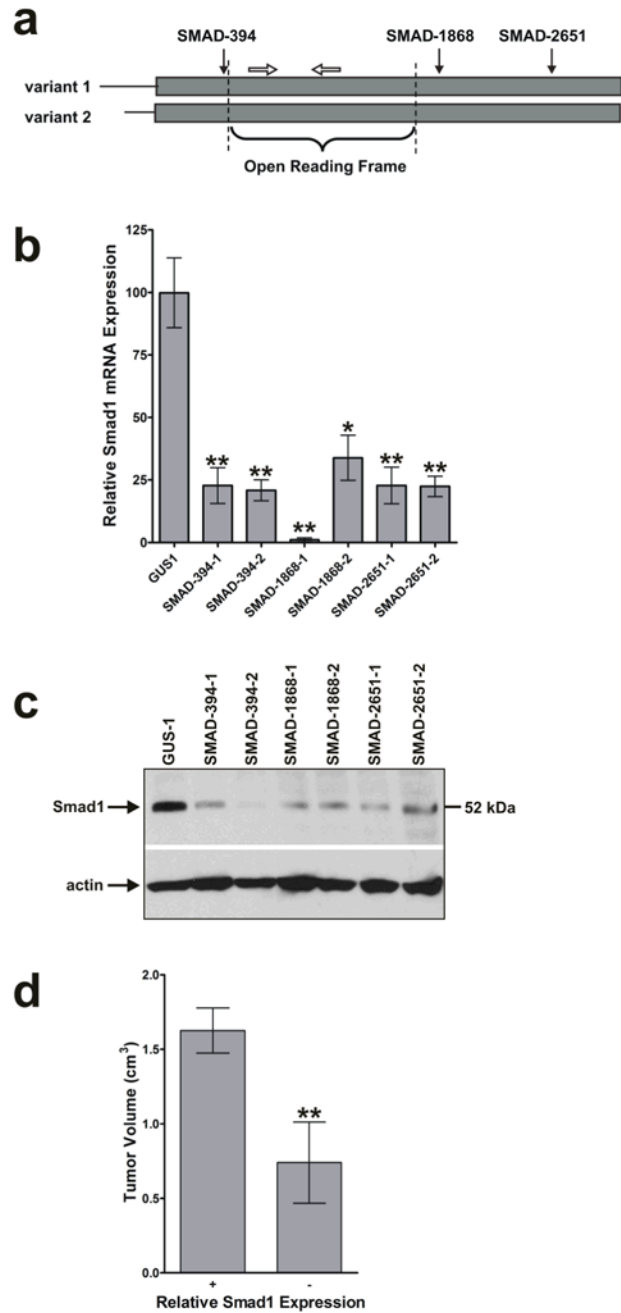 a
SMAD-394 SMAD-1868 SMAD-2651
variant 1
variant 2
Open Reading Frame
b
Relative Smad1 mRNA Expression
125
100
75
50
25
0
** ** ** * ** **
GUS1 SMAD-394-1 SMAD-394-2 SMAD-1868-1 SMAD-1868-2 SMAD-2651-1 SMAD-2651-2
c
GUS-1 SMAD-394-1 SMAD-394-2 SMAD-1868-1 SMAD-1868-2 SMAD-2651-1 SMAD-2651-2
Smad1 52 kDa
actin
d
Tumor Volume (cm³)
2.0
1.5
1.0
0.5
0.0
**
+ -
Relative Smad1 Expression